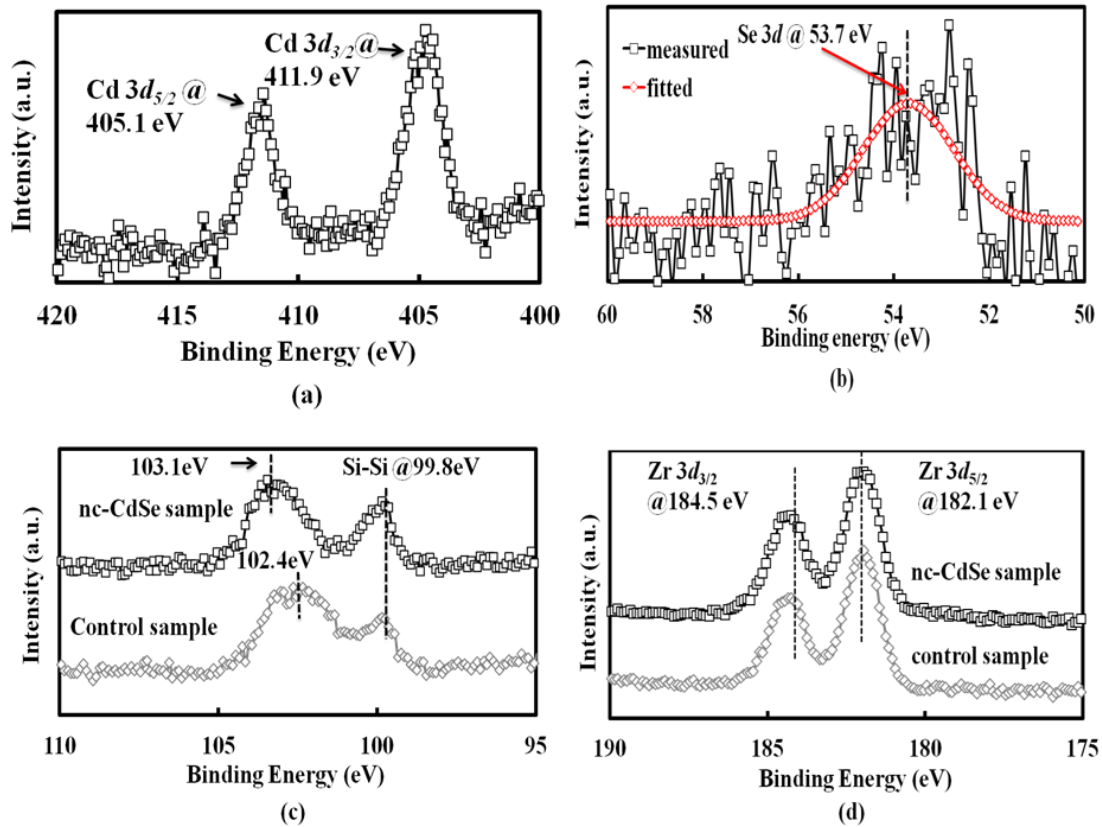 Intensity (a.u.)
Cd 3d3/2 @
411.9 eV
Cd 3d5/2 @
405.1 eV
420 415 410 405 400
Binding Energy (eV)
(a)
Intensity (a.u.)
Se 3d @ 53.7 eV
measured
fitted
60 58 56 54 52 50
Binding energy (eV)
(b)
Intensity (a.u.)
103.1eV
Si-Si @99.8eV
nc-CdSe sample
102.4eV
Control sample
110 105 100 95
Binding Energy (eV)
(c)
Intensity (a.u.)
Zr 3d3/2
@184.5 eV
Zr 3d5/2
@182.1 eV
nc-CdSe sample
control sample
190 185 180 175
Binding Energy (eV)
(d)